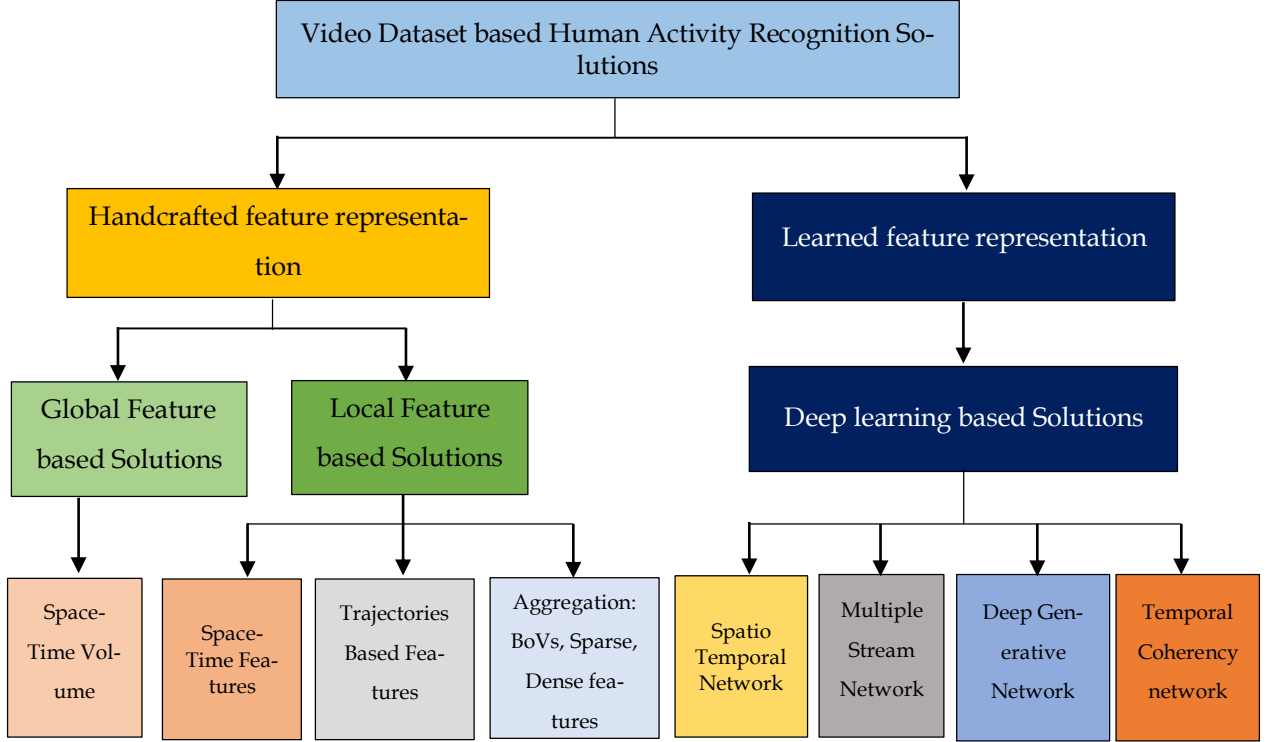 Video Dataset based Human Activity Recognition So-
lutions
Handcrafted feature representa-
tion
Learned feature representation
Global Feature
based Solutions
Local Feature
based Solutions
Deep learning based Solutions
Space-
Time Vol-
ume
Space-
Time Fea-
tures
Trajectories
Based Fea-
tures
Aggregation:
BoVs, Sparse,
Dense fea-
tures
Spatio
Temporal
Network
Multiple
Stream
Network
Deep Gen-
erative
Network
Temporal
Coherency
network